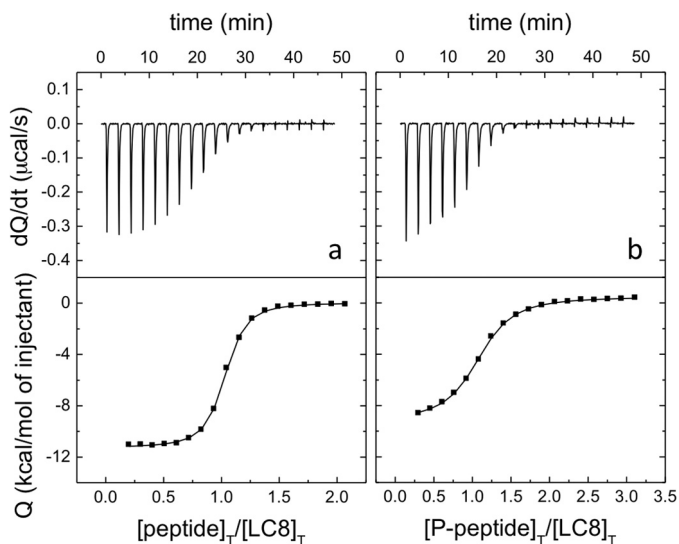 time (min) time (min)
0 10 20 30 40 50 0 10 20 30 40 50
dQ/dt (µcal/s)
0.1
0.0
-0.1
-0.2
-0.3
-0.4
a b
Q (kcal/mol of injectant)
0
-4
-8
-12
0.0 0.5 1.0 1.5 2.0 0.0 0.5 1.0 1.5 2.0 2.5 3.0 3.5
[peptide]T/[LC8]T [P-peptide]T/[LC8]T